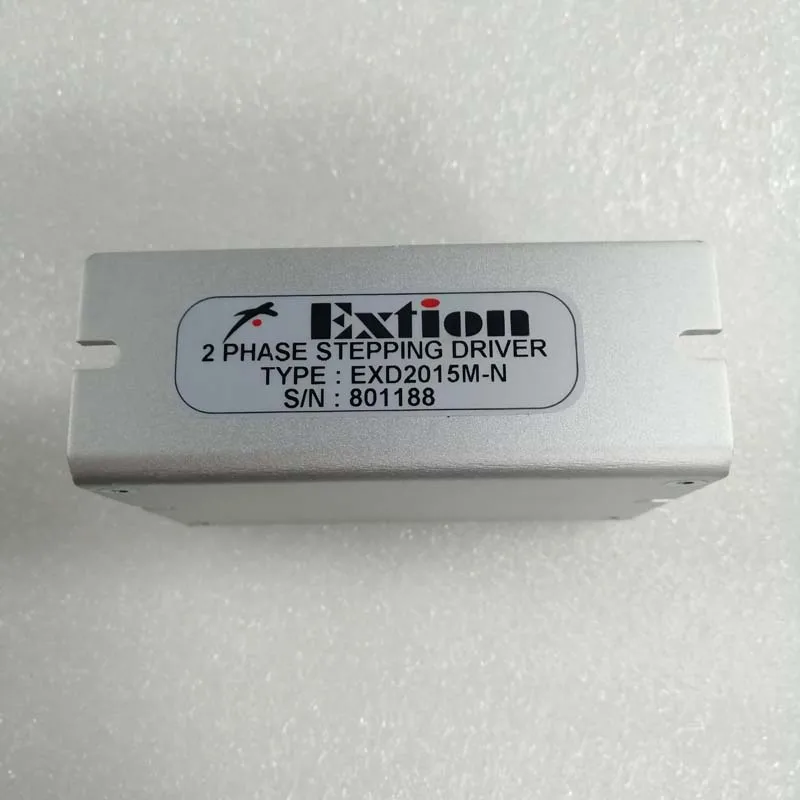 Extion
2 PHASE STEPPING DRIVER
TYPE : EXD2015M-N
S/N : 801188